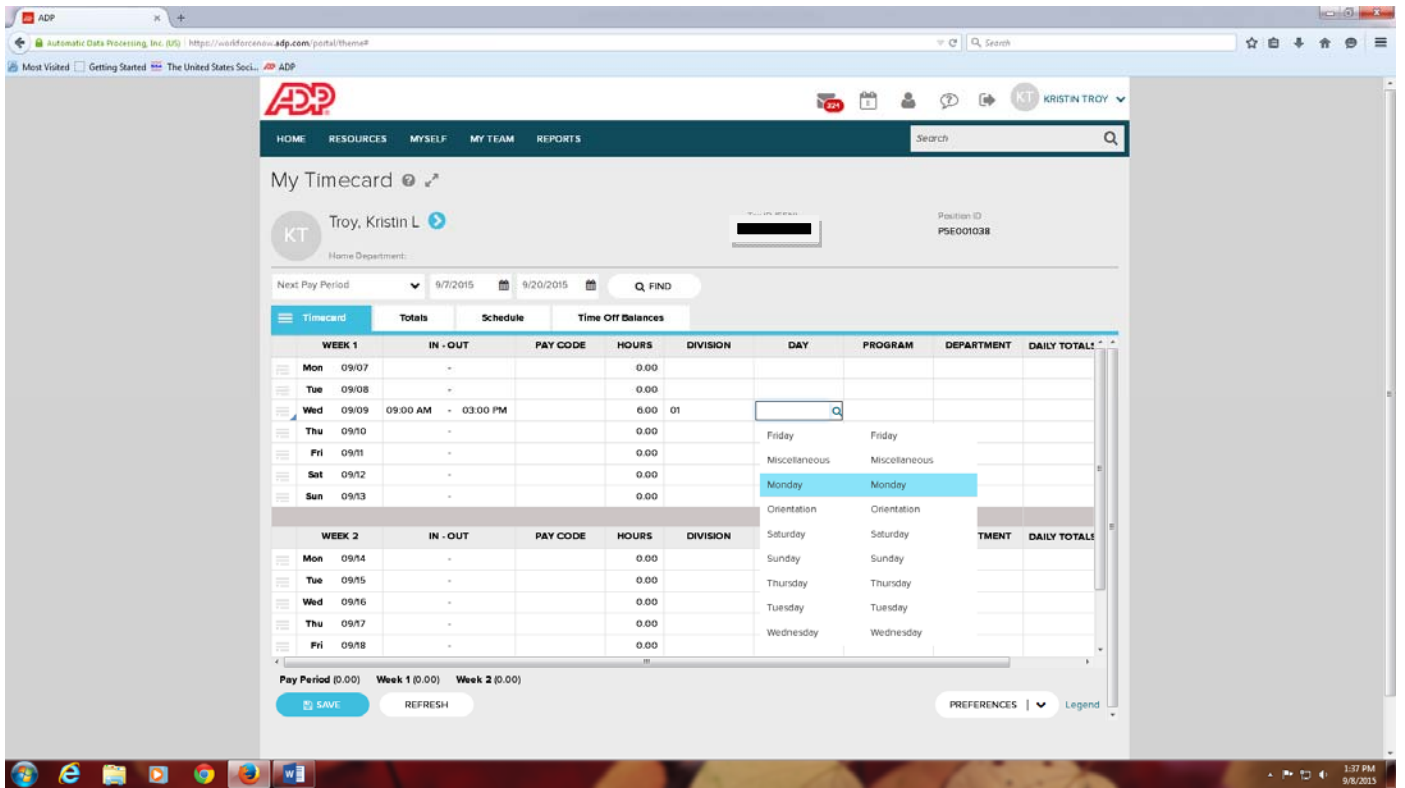 ADP
Automatic Data Processing, Inc. (US) https://workforcenow.adp.com/portal/theme#
Search
Most Visited Getting Started The United States Soci... ADP
ADP
324
KT KRISTIN TROY
HOME RESOURCES MYSELF MY TEAM REPORTS Search
My Timecard
KT Troy, Kristin L
Position ID
PSE001038
Home Department:
Next Pay Period 9/7/2015 9/20/2015 FIND
Timecard Totals Schedule Time Off Balances
WEEK 1 IN - OUT PAY CODE HOURS DIVISION DAY PROGRAM DEPARTMENT DAILY TOTALS
Mon 09/07 - 0.00
Tue 09/08 - 0.00
Wed 09/09 09:00 AM - 03:00 PM 6.00 01
Thu 09/10 - 0.00
Fri 09/11 - 0.00
Sat 09/12 - 0.00
Sun 09/13 - 0.00
Friday Friday
Miscellaneous Miscellaneous
Monday Monday
Orientation Orientation
Saturday Saturday
Sunday Sunday
Thursday Thursday
Tuesday Tuesday
Wednesday Wednesday
WEEK 2 IN - OUT PAY CODE HOURS DIVISION TMENT DAILY TOTALS
Mon 09/14 - 0.00
Tue 09/15 - 0.00
Wed 09/16 - 0.00
Thu 09/17 - 0.00
Fri 09/18 - 0.00
Pay Period (0.00) Week 1 (0.00) Week 2 (0.00)
SAVE REFRESH PREFERENCES | Legend
1:37 PM
9/8/2015